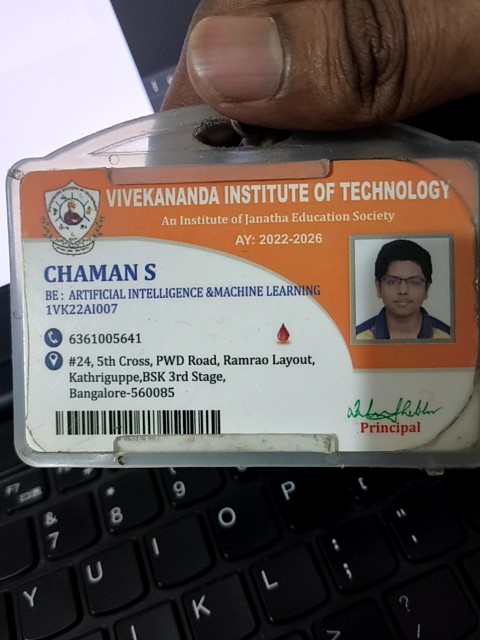 VIVEKANANDA INSTITUTE OF TECHNOLOGY
An Institute of Janatha Education Society
AY: 2022-2026
CHAMAN S
BE : ARTIFICIAL INTELLIGENCE &MACHINE LEARNING
1VK22AI007
6361005641
#24, 5th Cross, PWD Road, Ramrao Layout,
Kathriguppe,BSK 3rd Stage,
Bangalore-560085
Principal
F7
F8
&
7
*
8
(
9
Y
U
I
O
P
{
[
K
L
:
;
"
'
?